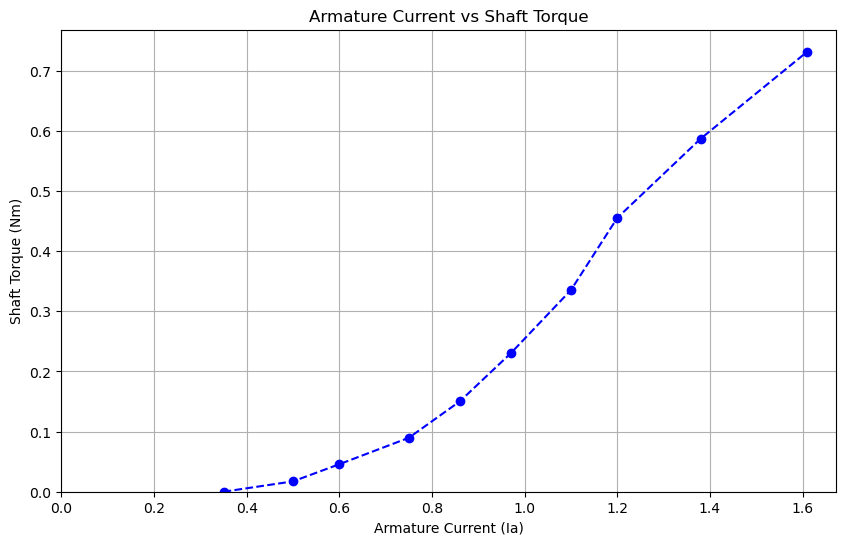 Armature Current vs Shaft Torque
0.7
0.6
0.5
0.4
0.3
0.2
0.1
0.0
Shaft Torque (Nm)
0.0 0.2 0.4 0.6 0.8 1.0 1.2 1.4 1.6
Armature Current (Ia)